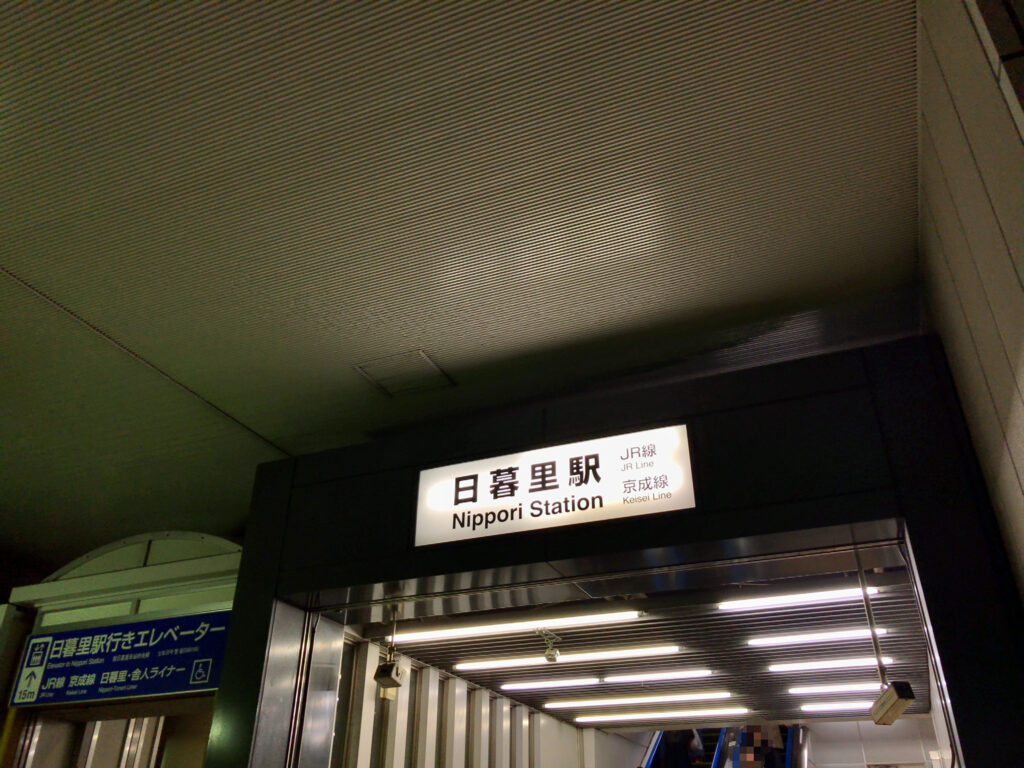 日暮里駅
Nippori Station
JR線
JR Line
京成線
Keisei Line
日暮里駅行きエレベーター
Elevator to Nippori Station
JR線 京成線 日暮里・舎人ライナー
JR Line Keisei Line Nippori-Toneri Liner
15m